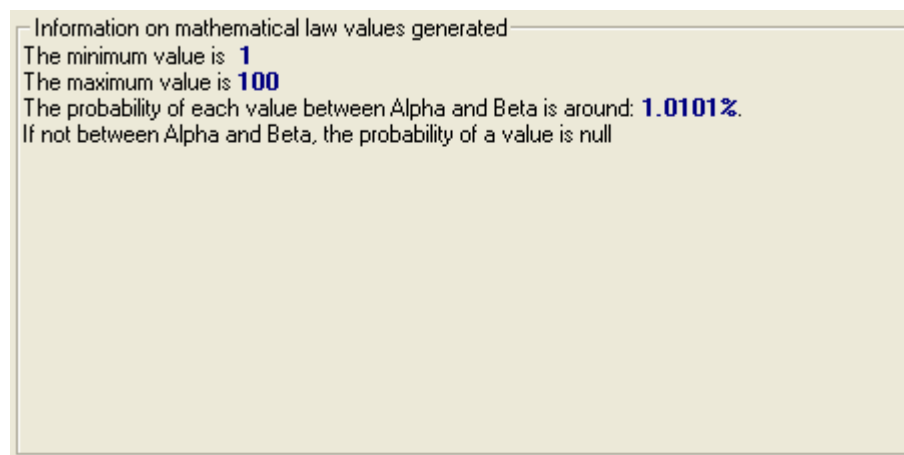 Information on mathematical law values generated
The minimum value is 1
The maximum value is 100
The probability of each value between Alpha and Beta is around: 1.0101%.
If not between Alpha and Beta, the probability of a value is null